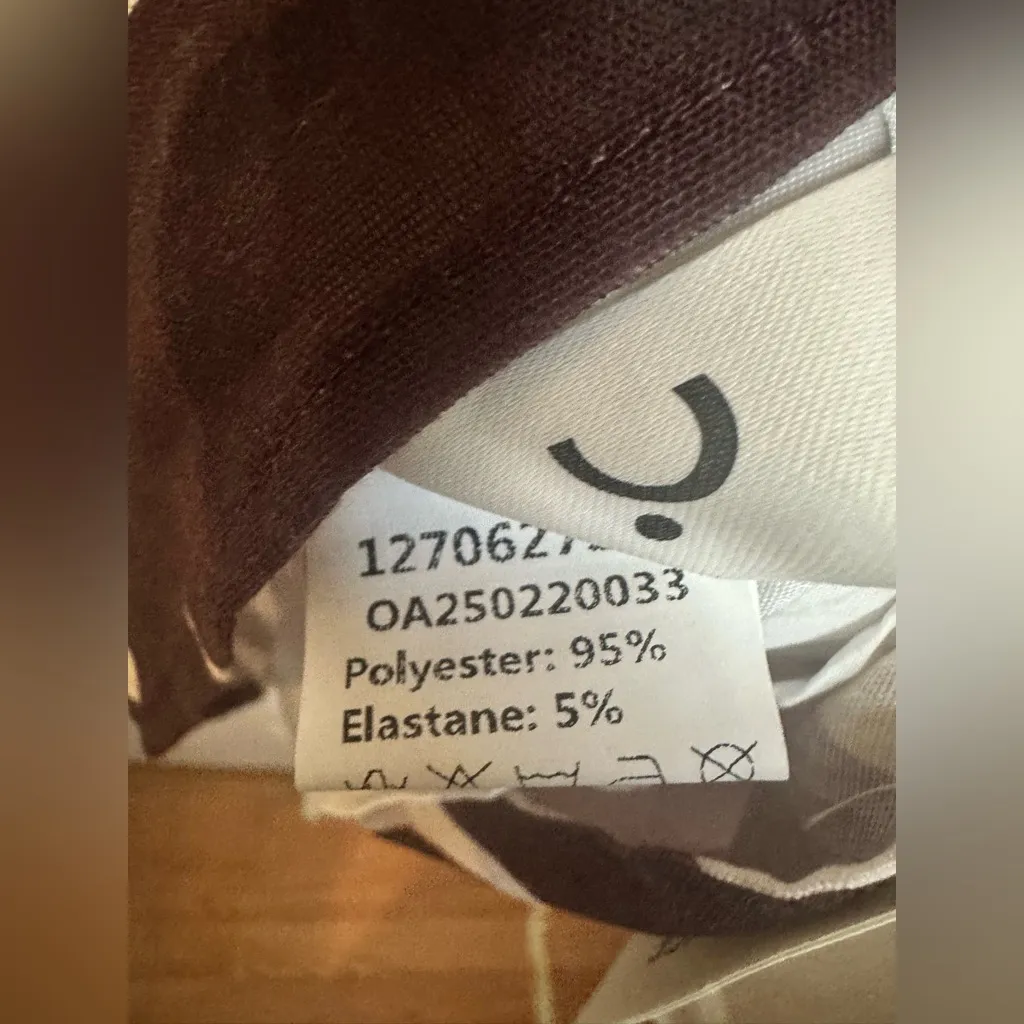 OA250220033
Polyester: 95%
Elastane: 5%